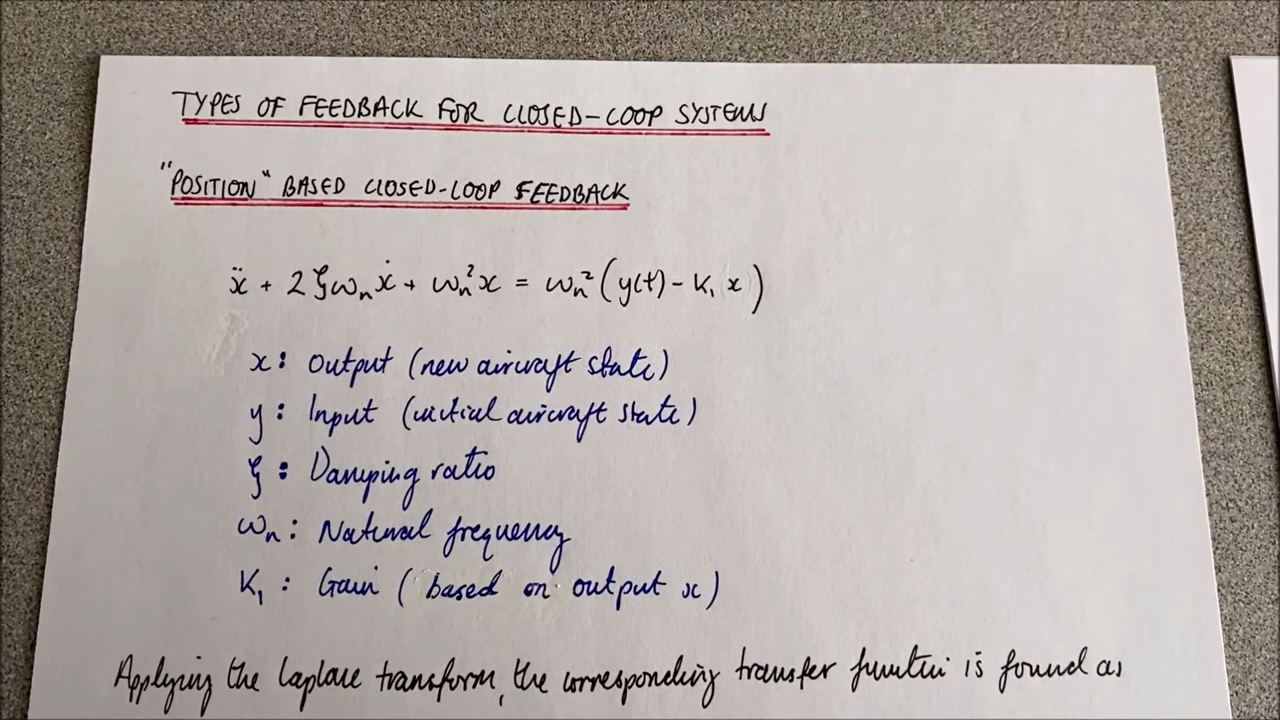 TYPES OF FEEDBACK FOR CLOSED-LOOP SYSTEMS
"POSITION" BASED CLOSED-LOOP FEEDBACK
ẍ + 2ζωₙẋ + ωₙ²x = ωₙ²(y(t) - K₁ x)
x: Output (new aircraft state)
y: Input (initial aircraft state)
ζ: Damping ratio
ωₙ: Natural frequency
K₁: Gain (based on output x)
Applying the Laplace transform, the corresponding transfer function is found as